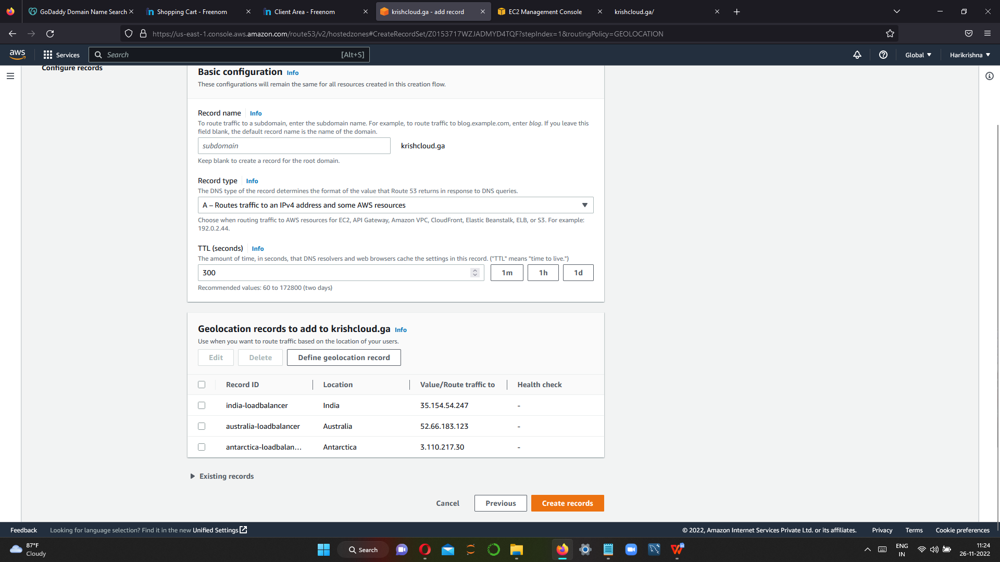 GoDaddy Domain Name Search
Shopping Cart - Freenom
Client Area - Freenom
krishcloud.ga - add record
EC2 Management Console
krishcloud.ga/
https://us-east-1.console.aws.amazon.com/route53/v2/hostedzones#CreateRecordSet/Z0153717WZJADMYD4TQF?stepIndex=1&routingPolicy=GEOLOCATION
aws
Services
Search
[Alt+S]
Global
Harikrishna
Configure records
Basic configuration Info
These configurations will remain the same for all resources created in this creation flow.
Record name Info
To route traffic to a subdomain, enter the subdomain name. For example, to route traffic to blog.example.com, enter blog. If you leave this
field blank, the default record name is the name of the domain.
subdomain
krishcloud.ga
Keep blank to create a record for the root domain.
Record type Info
The DNS type of the record determines the format of the value that Route 53 returns in response to DNS queries.
A – Routes traffic to an IPv4 address and some AWS resources
Choose when routing traffic to AWS resources for EC2, API Gateway, Amazon VPC, CloudFront, Elastic Beanstalk, ELB, or S3. For example:
192.0.2.44.
TTL (seconds) Info
The amount of time, in seconds, that DNS resolvers and web browsers cache the settings in this record. ("TTL" means "time to live.")
300
1m
1h
1d
Recommended values: 60 to 172800 (two days)
Geolocation records to add to krishcloud.ga Info
Use when you want to route traffic based on the location of your users.
Edit
Delete
Define geolocation record
Record ID Location Value/Route traffic to Health check
india-loadbalancer India 35.154.54.247 -
australia-loadbalancer Australia 52.66.183.123 -
antarctica-loadbalan... Antarctica 3.110.217.30 -
Existing records
Cancel
Previous
Create records
Feedback
Looking for language selection? Find it in the new Unified Settings
© 2022, Amazon Internet Services Private Ltd. or its affiliates.
Privacy
Terms
Cookie preferences
87°F
Cloudy
Search
ENG
IN
11:24
26-11-2022